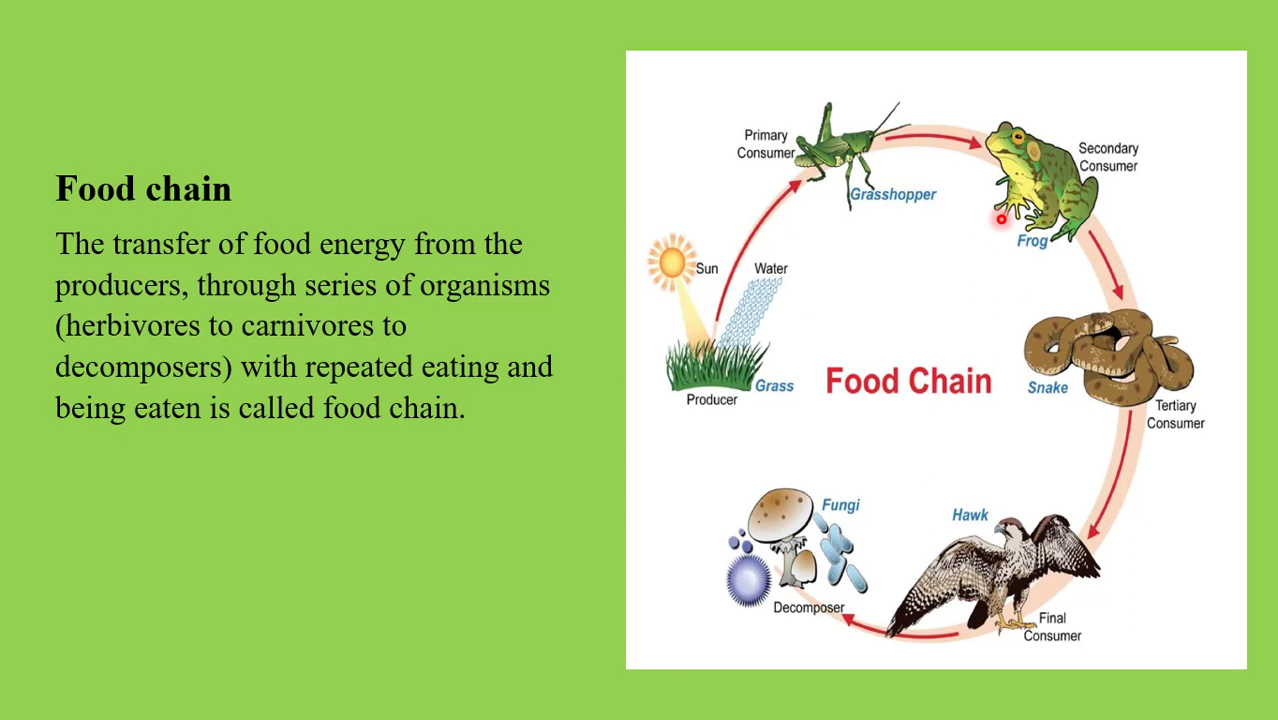 Food chain
The transfer of food energy from the
producers, through series of organisms
(herbivores to carnivores to
decomposers) with repeated eating and
being eaten is called food chain.
Primary
Consumer
Grasshopper
Secondary
Consumer
Frog
Sun
Water
Grass
Producer
Food Chain
Snake
Tertiary
Consumer
Fungi
Hawk
Decomposer
Final
Consumer